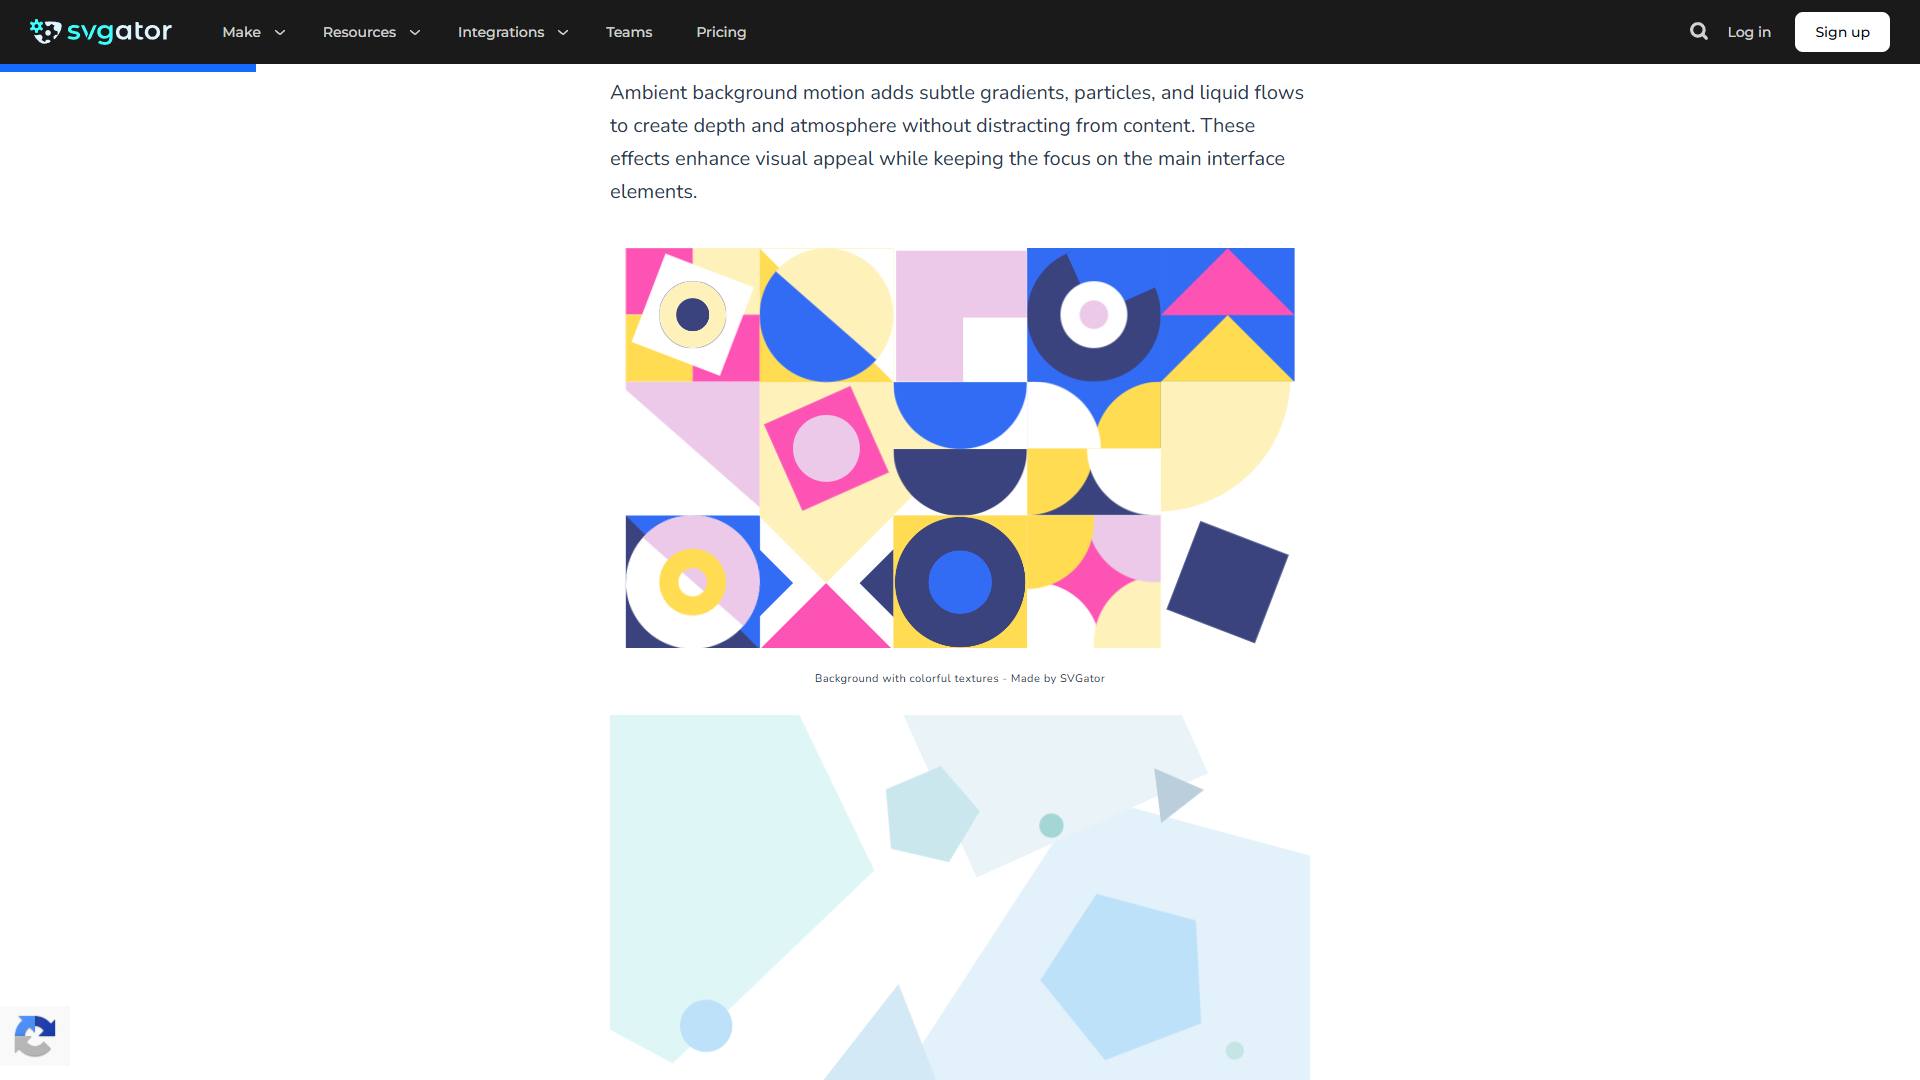 svgator
Make
Resources
Integrations
Teams
Pricing
Log in
Sign up
Ambient background motion adds subtle gradients, particles, and liquid flows
to create depth and atmosphere without distracting from content. These
effects enhance visual appeal while keeping the focus on the main interface
elements.
Background with colorful textures - Made by SVGator